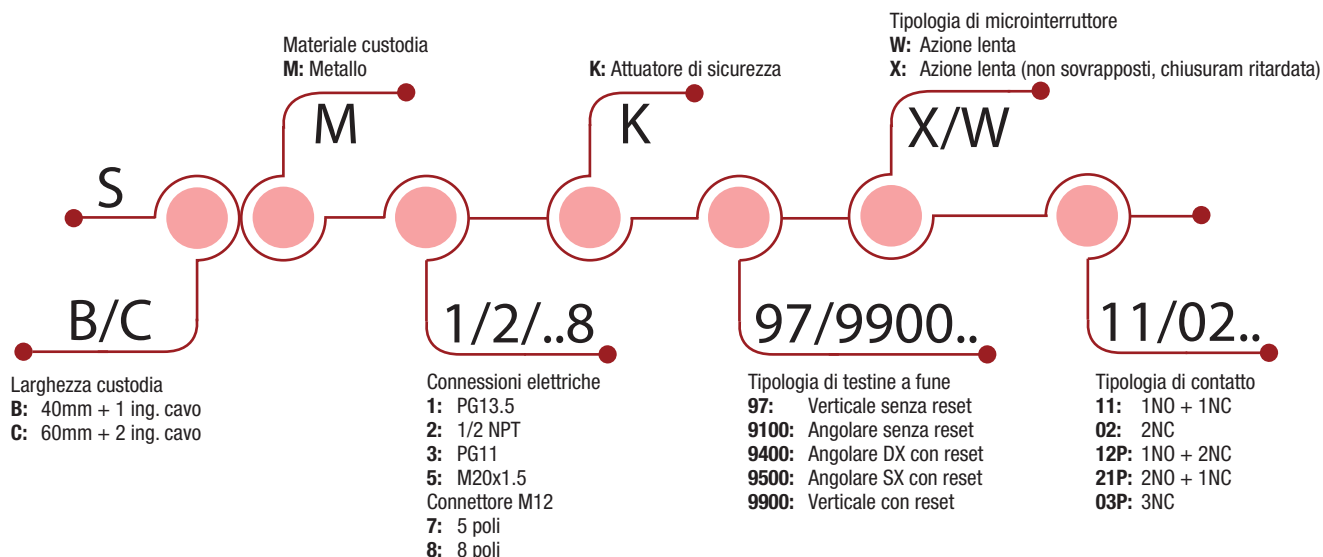 Materiale custodia
M: Metallo
K: Attuatore di sicurezza
Tipologia di microinterruttore
W: Azione lenta
X: Azione lenta (non sovrapposti, chiusuram ritardata)
S
M
K
X/W
B/C
1/2/..8
97/9900..
11/02..
Larghezza custodia
B: 40mm + 1 ing. cavo
C: 60mm + 2 ing. cavo
Connessioni elettriche
1: PG13.5
2: 1/2 NPT
3: PG11
5: M20x1.5
Connettore M12
7: 5 poli
8: 8 poli
Tipologia di testine a fune
97: Verticale senza reset
9100: Angolare senza reset
9400: Angolare DX con reset
9500: Angolare SX con reset
9900: Verticale con reset
Tipologia di contatto
11: 1NO + 1NC
02: 2NC
12P: 1NO + 2NC
21P: 2NO + 1NC
03P: 3NC